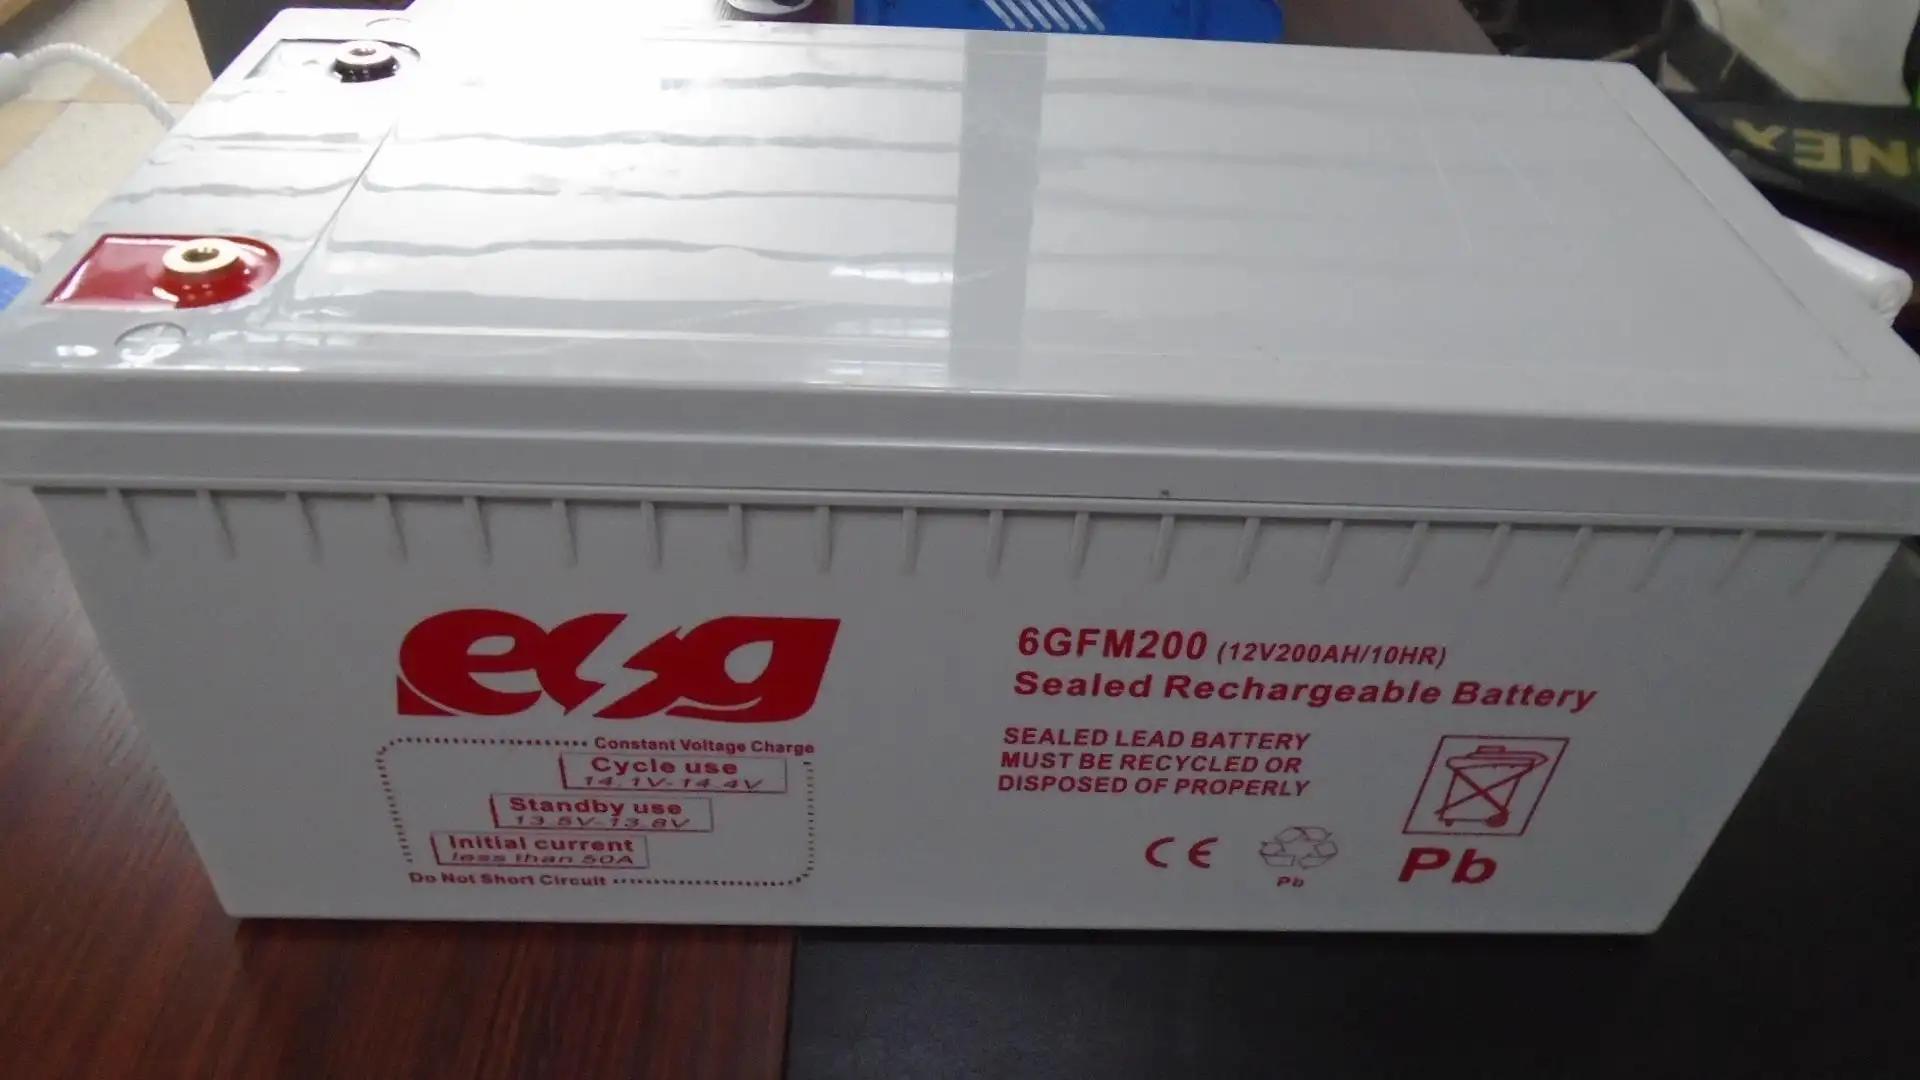 esg
6GFM200 (12V200AH/10HR)
Sealed Rechargeable Battery
SEALED LEAD BATTERY
MUST BE RECYCLED OR
DISPOSED OF PROPERLY
CE
Pb
Pb
Constant Voltage Charge
Cycle use
14.1V-14.4V
Standby use
13.5V-13.8V
Initial current
less than 50A
Do Not Short Circuit